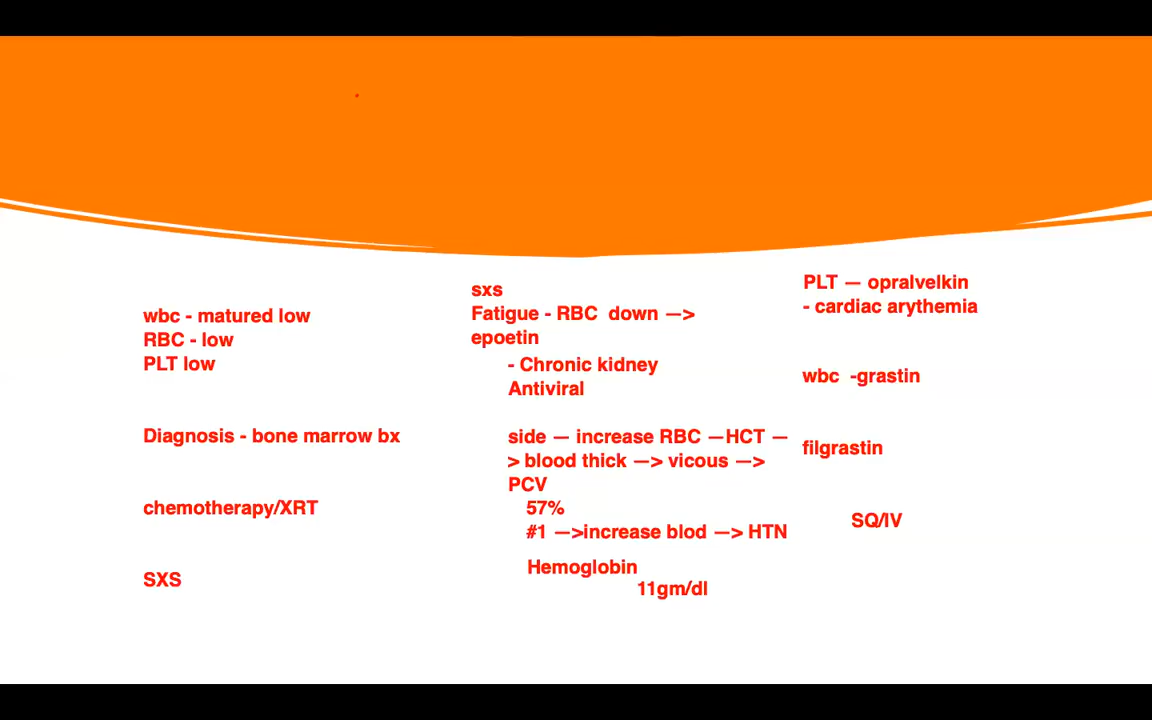 wbc - matured low
RBC - low
PLT low
Diagnosis - bone marrow bx
chemotherapy/XRT
SXS
sxs
Fatigue - RBC down —>
epoetin
- Chronic kidney
Antiviral
side — increase RBC —HCT —
> blood thick —> vicous —>
PCV
57%
#1 —>increase blod —> HTN
Hemoglobin
11gm/dl
PLT — opralvelkin
- cardiac arythemia
wbc -grastin
filgrastin
SQ/IV